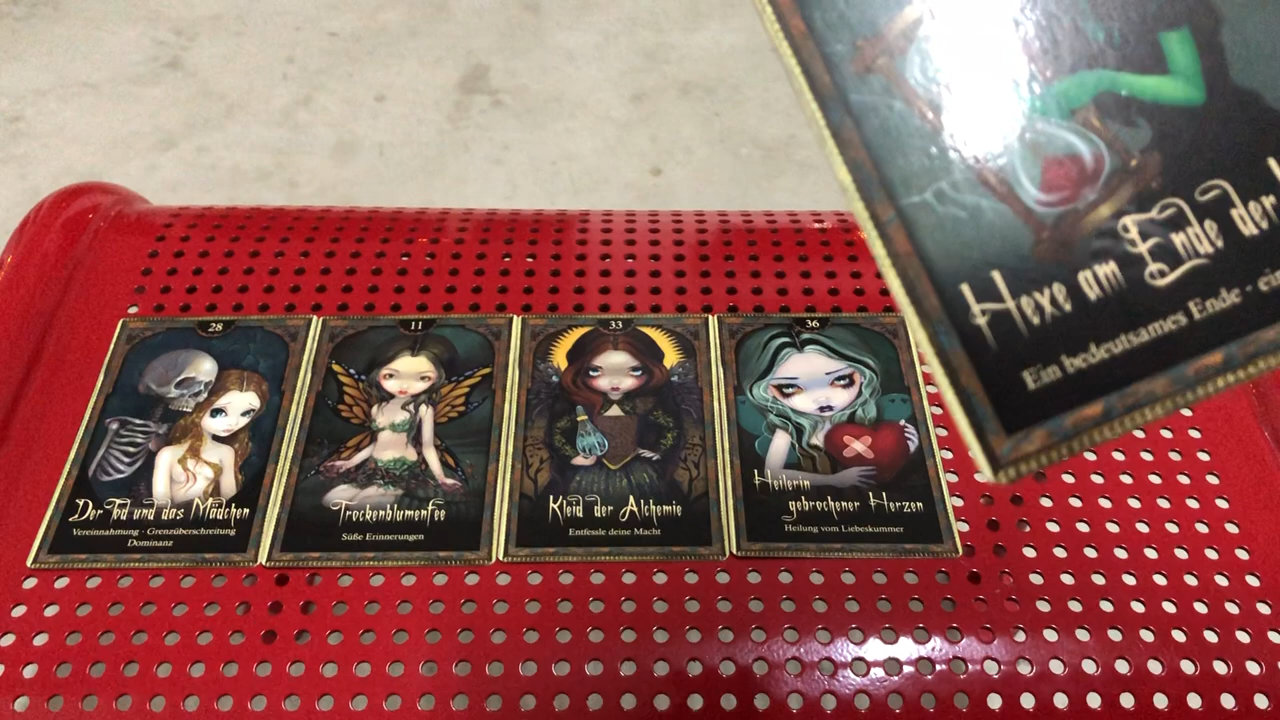 28
Der Tod und das Mädchen
Vereinnahmung · Grenzüberschreitung
Dominanz
11
Trockenblumenfee
Süße Erinnerungen
33
Kleid der Alchemie
Entfessle deine Macht
36
Heilerin
gebrochener Herzen
Heilung vom Liebeskummer
Hexe am Ende der
Ein bedeutsames Ende ·